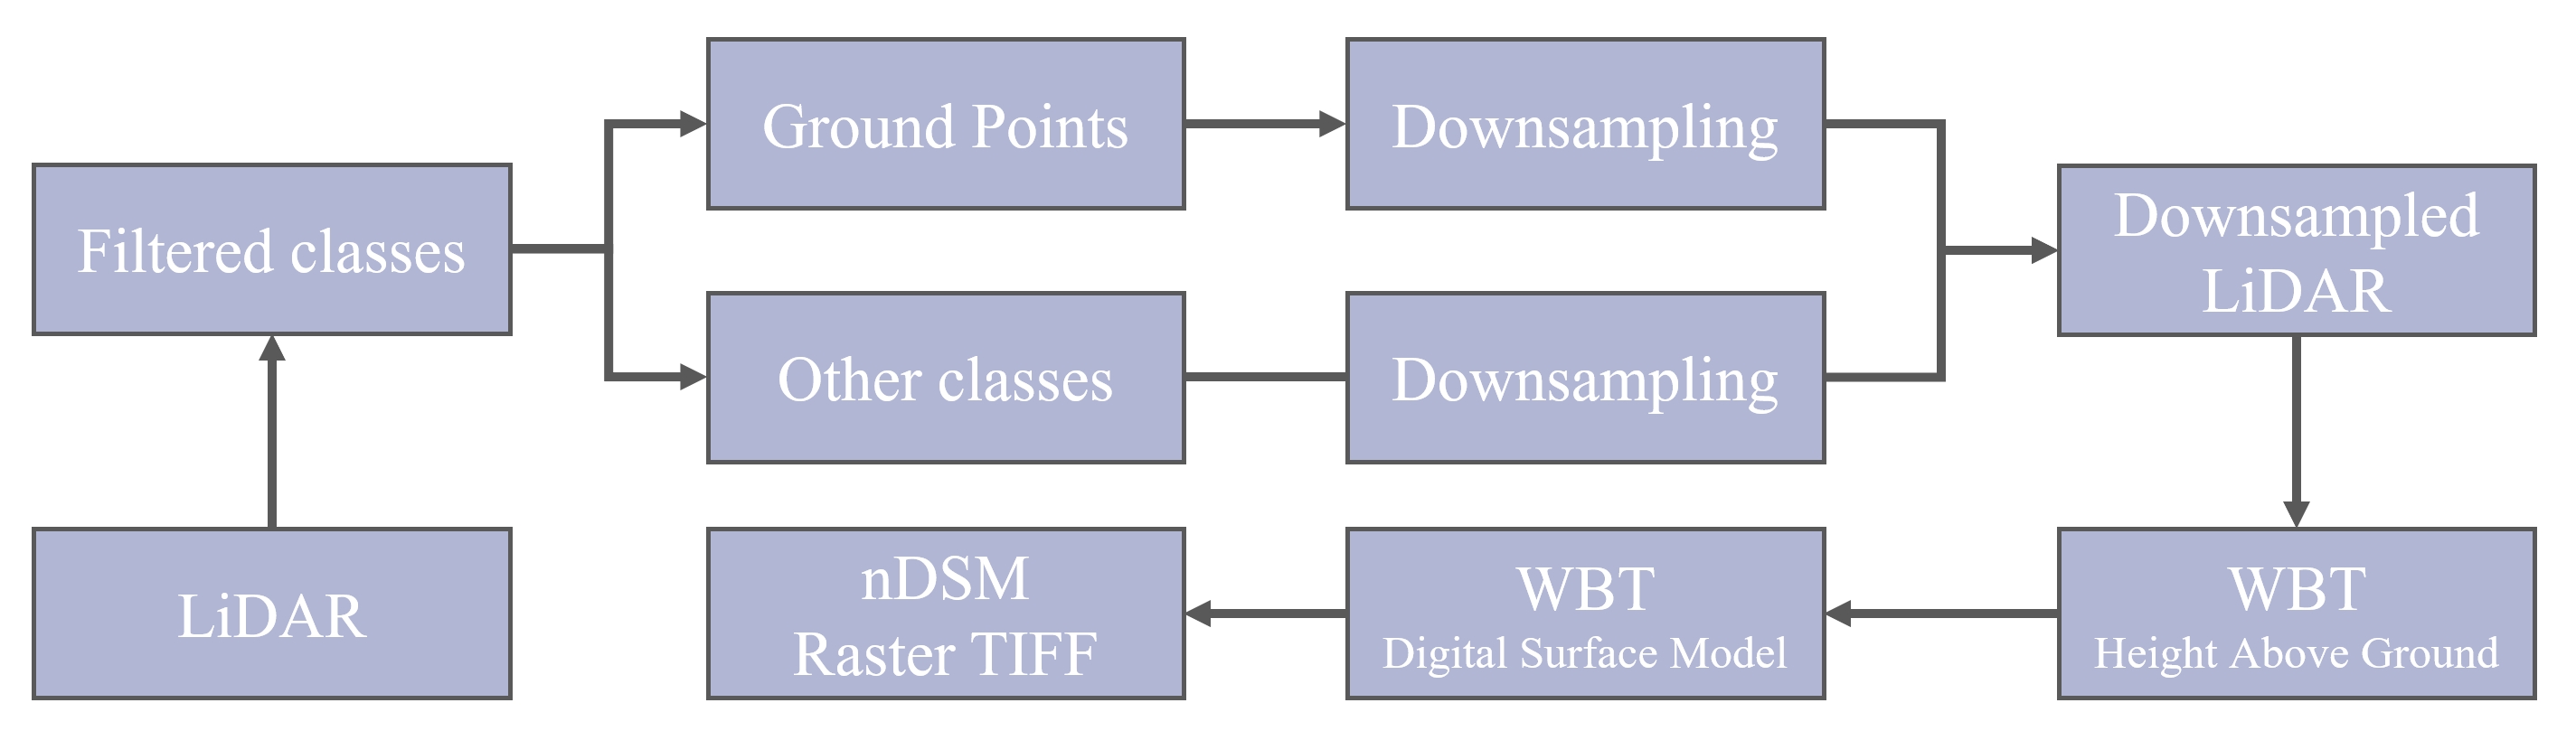 Ground Points
Downsampling
Filtered classes
Downsampled
LiDAR
Other classes
Downsampling
LiDAR
nDSM
Raster TIFF
WBT
Digital Surface Model
WBT
Height Above Ground